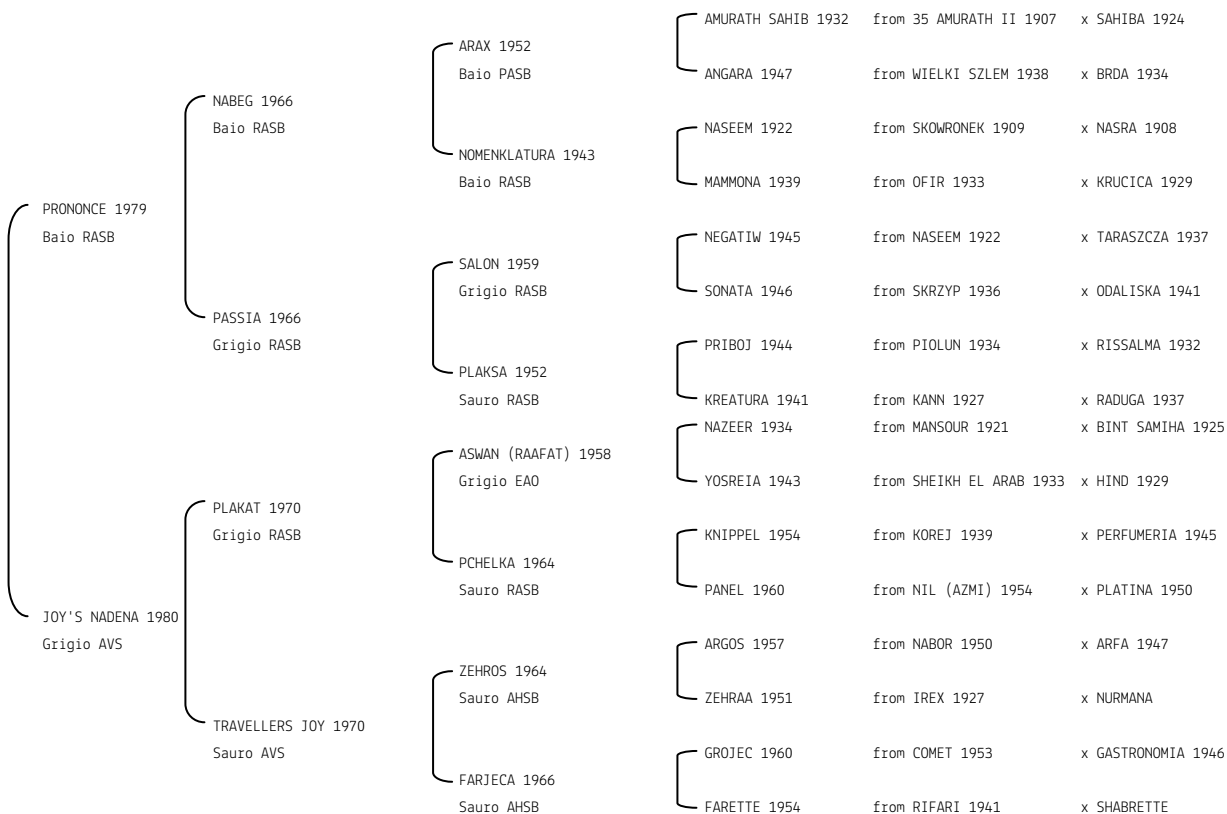 AMURATH SAHIB 1932 from 35 AMURATH II 1907 x SAHIBA 1924
ARAX 1952
Baio PASB
ANGARA 1947 from WIELKI SZLEM 1938 x BRDA 1934
NABEG 1966
Baio RASB
NASEEM 1922 from SKOWRONEK 1909 x NASRA 1908
NOMENKLATURA 1943
Baio RASB
MAMMONA 1939 from OFIR 1933 x KRUCICA 1929
PRONONCE 1979
Baio RASB
NEGATIW 1945 from NASEEM 1922 x TARASZCZA 1937
SALON 1959
Grigio RASB
SONATA 1946 from SKRZYP 1936 x ODALISKA 1941
PASSIA 1966
Grigio RASB
PRIBOJ 1944 from PIOLUN 1934 x RISSALMA 1932
PLAKSA 1952
Sauro RASB
KREATURA 1941 from KANN 1927 x RADUGA 1937
NAZEER 1934 from MANSOUR 1921 x BINT SAMIHA 1925
ASWAN (RAAFAT) 1958
Grigio EAO
YOSREIA 1943 from SHEIKH EL ARAB 1933 x HIND 1929
PLAKAT 1970
Grigio RASB
KNIPPEL 1954 from KOREJ 1939 x PERFUMERIA 1945
PCHELKA 1964
Sauro RASB
PANEL 1960 from NIL (AZMI) 1954 x PLATINA 1950
JOY'S NADENA 1980
Grigio AVS
ARGOS 1957 from NABOR 1950 x ARFA 1947
ZEHROS 1964
Sauro AHSB
ZEHRAA 1951 from IREX 1927 x NURMANA
TRAVELLERS JOY 1970
Sauro AVS
GROJEC 1960 from COMET 1953 x GASTRONOMIA 1946
FARJECA 1966
Sauro AHSB
FARETTE 1954 from RIFARI 1941 x SHABRETTE